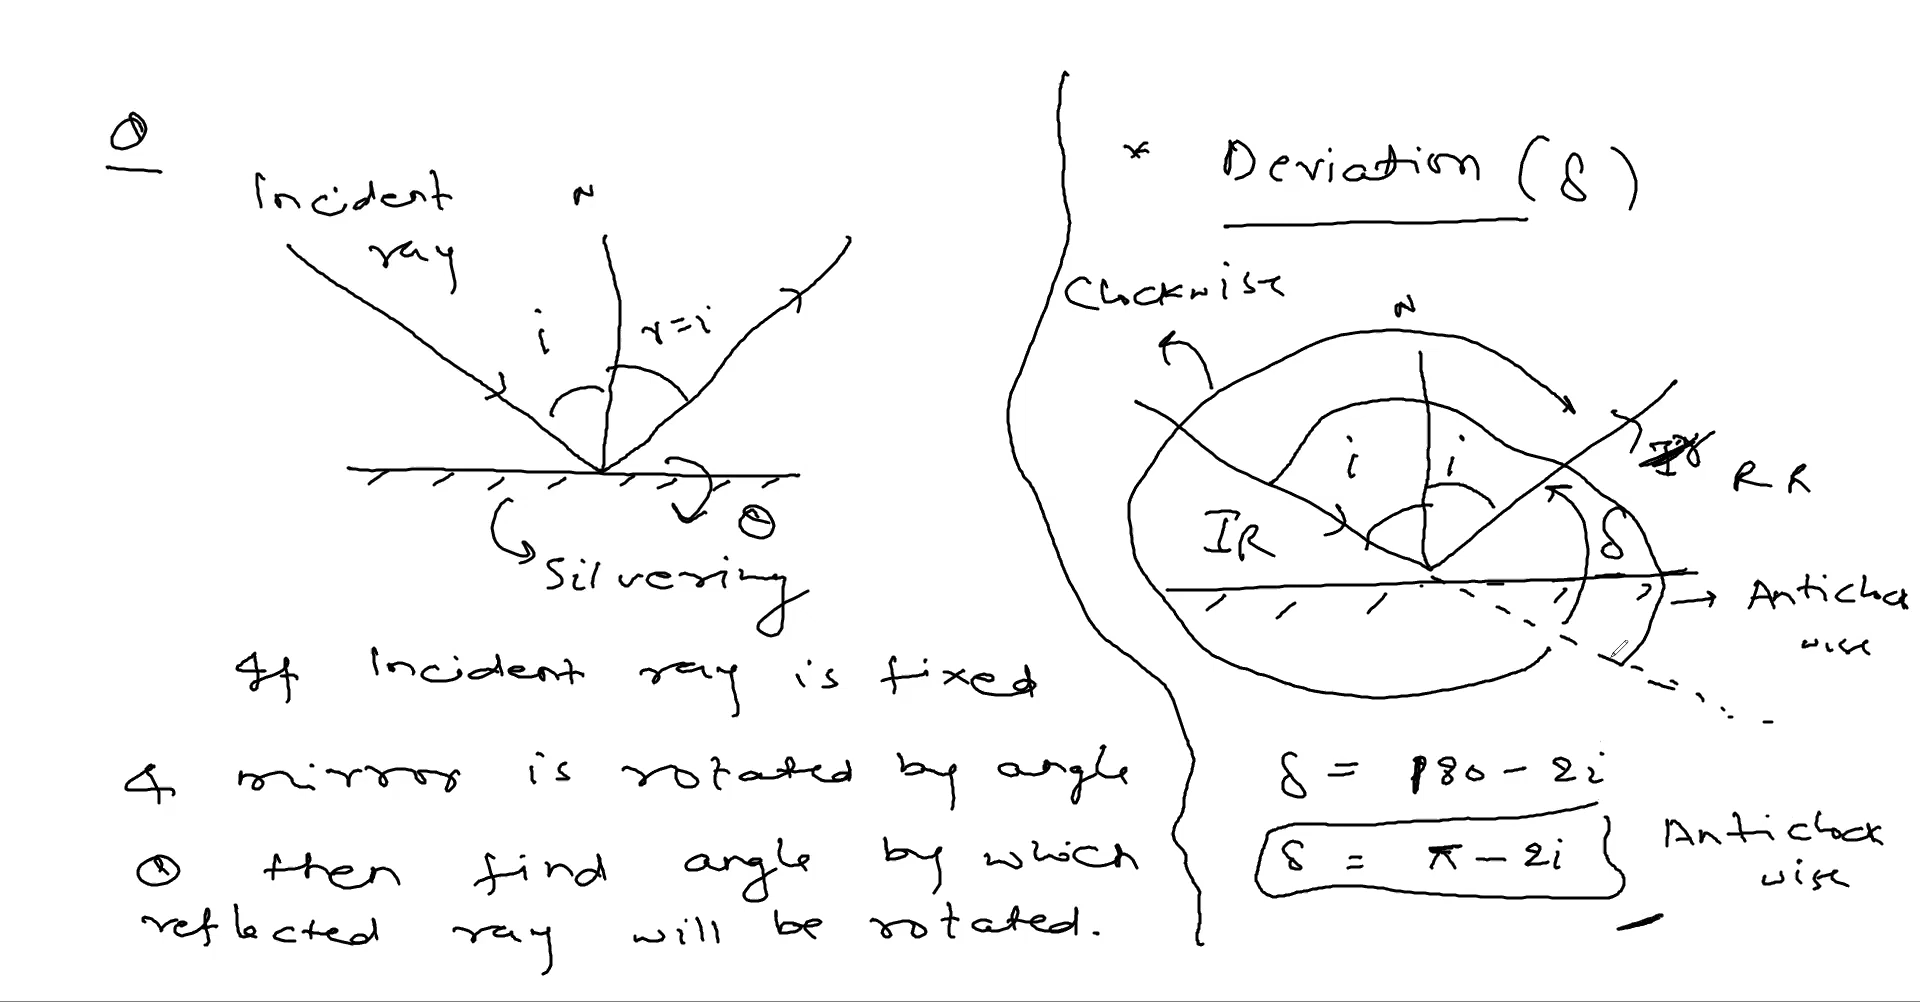 Q
Incident
ray
N
i
r=i
θ
Silvering
If Incident ray is fixed
& mirror is rotated by angle
θ then find angle by which
reflected ray will be rotated.
* Deviation (δ)
Clockwise
N
i
i
IR
RR
δ
Anticlock
wise
δ = 180 - 2i
δ = π - 2i
Anticlock
wise